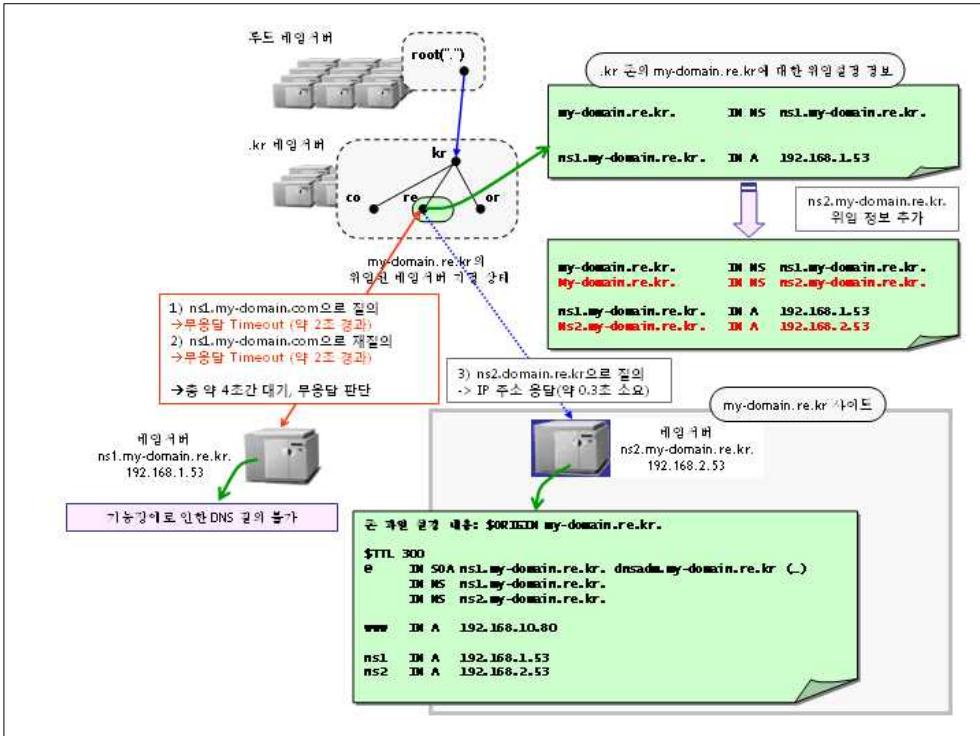 루트 네임서버
root(".")
.kr 존의 my-domain.re.kr에 대한 위임설정 정보
my-domain.re.kr. IN NS ns1.my-domain.re.kr.
ns1.my-domain.re.kr. IN A 192.168.1.53
.kr 네임서버
kr
co
re
or
ns2.my-domain.re.kr.
위임 정보 추가
my-domain.re.kr의
위임된 네임서버 지정 상태
my-domain.re.kr. IN NS ns1.my-domain.re.kr.
My-domain.re.kr. IN NS ns2.my-domain.re.kr.
ns1.my-domain.re.kr. IN A 192.168.1.53
Ns2.my-domain.re.kr. IN A 192.168.2.53
1) ns1.my-domain.com으로 질의
→무응답 Timeout (약 2초 경과)
2) ns1.my-domain.com으로 재질의
→무응답 Timeout (약 2초 경과)
→총 약 4초간 대기, 무응답 판단
3) ns2.domain.re.kr으로 질의
-> IP 주소 응답(약 0.3초 소요)
my-domain.re.kr 사이트
네임서버
ns1.my-domain.re.kr.
192.168.1.53
네임서버
ns2.my-domain.re.kr.
192.168.2.53
기능장애로 인한 DNS 질의 불가
존 파일 설정 내용: $ORIGIN my-domain.re.kr.
$TTL 300
@ IN SOA ns1.my-domain.re.kr. dnsadm.my-domain.re.kr (…)
IN NS ns1.my-domain.re.kr.
IN NS ns2.my-domain.re.kr.
www IN A 192.168.10.80
ns1 IN A 192.168.1.53
ns2 IN A 192.168.2.53